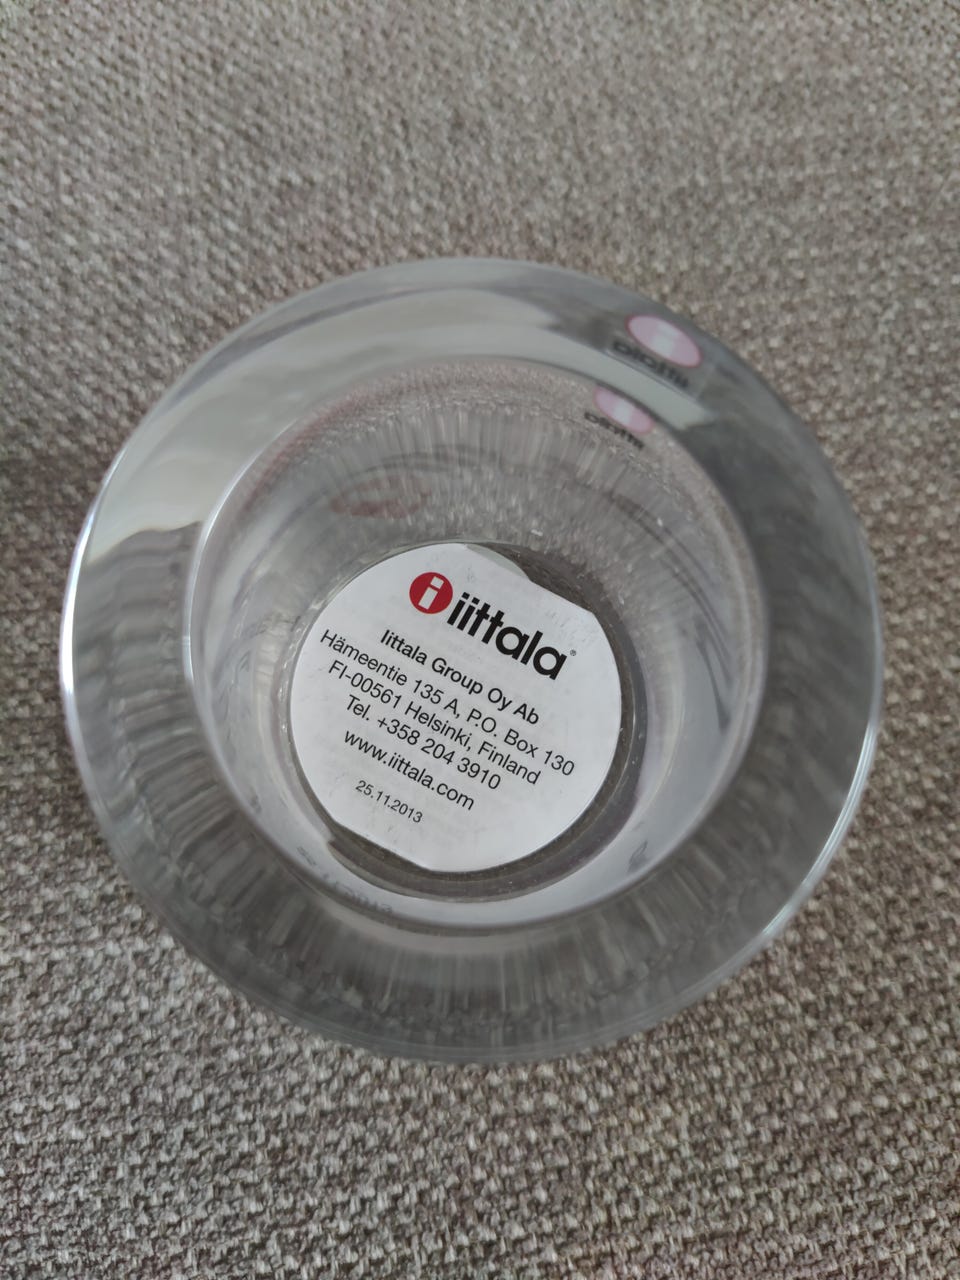 i iittala®
Iittala Group Oy Ab
Hämeentie 135 A, P.O. Box 130
FI-00561 Helsinki, Finland
Tel. +358 204 3910
www.iittala.com
25.11.2013